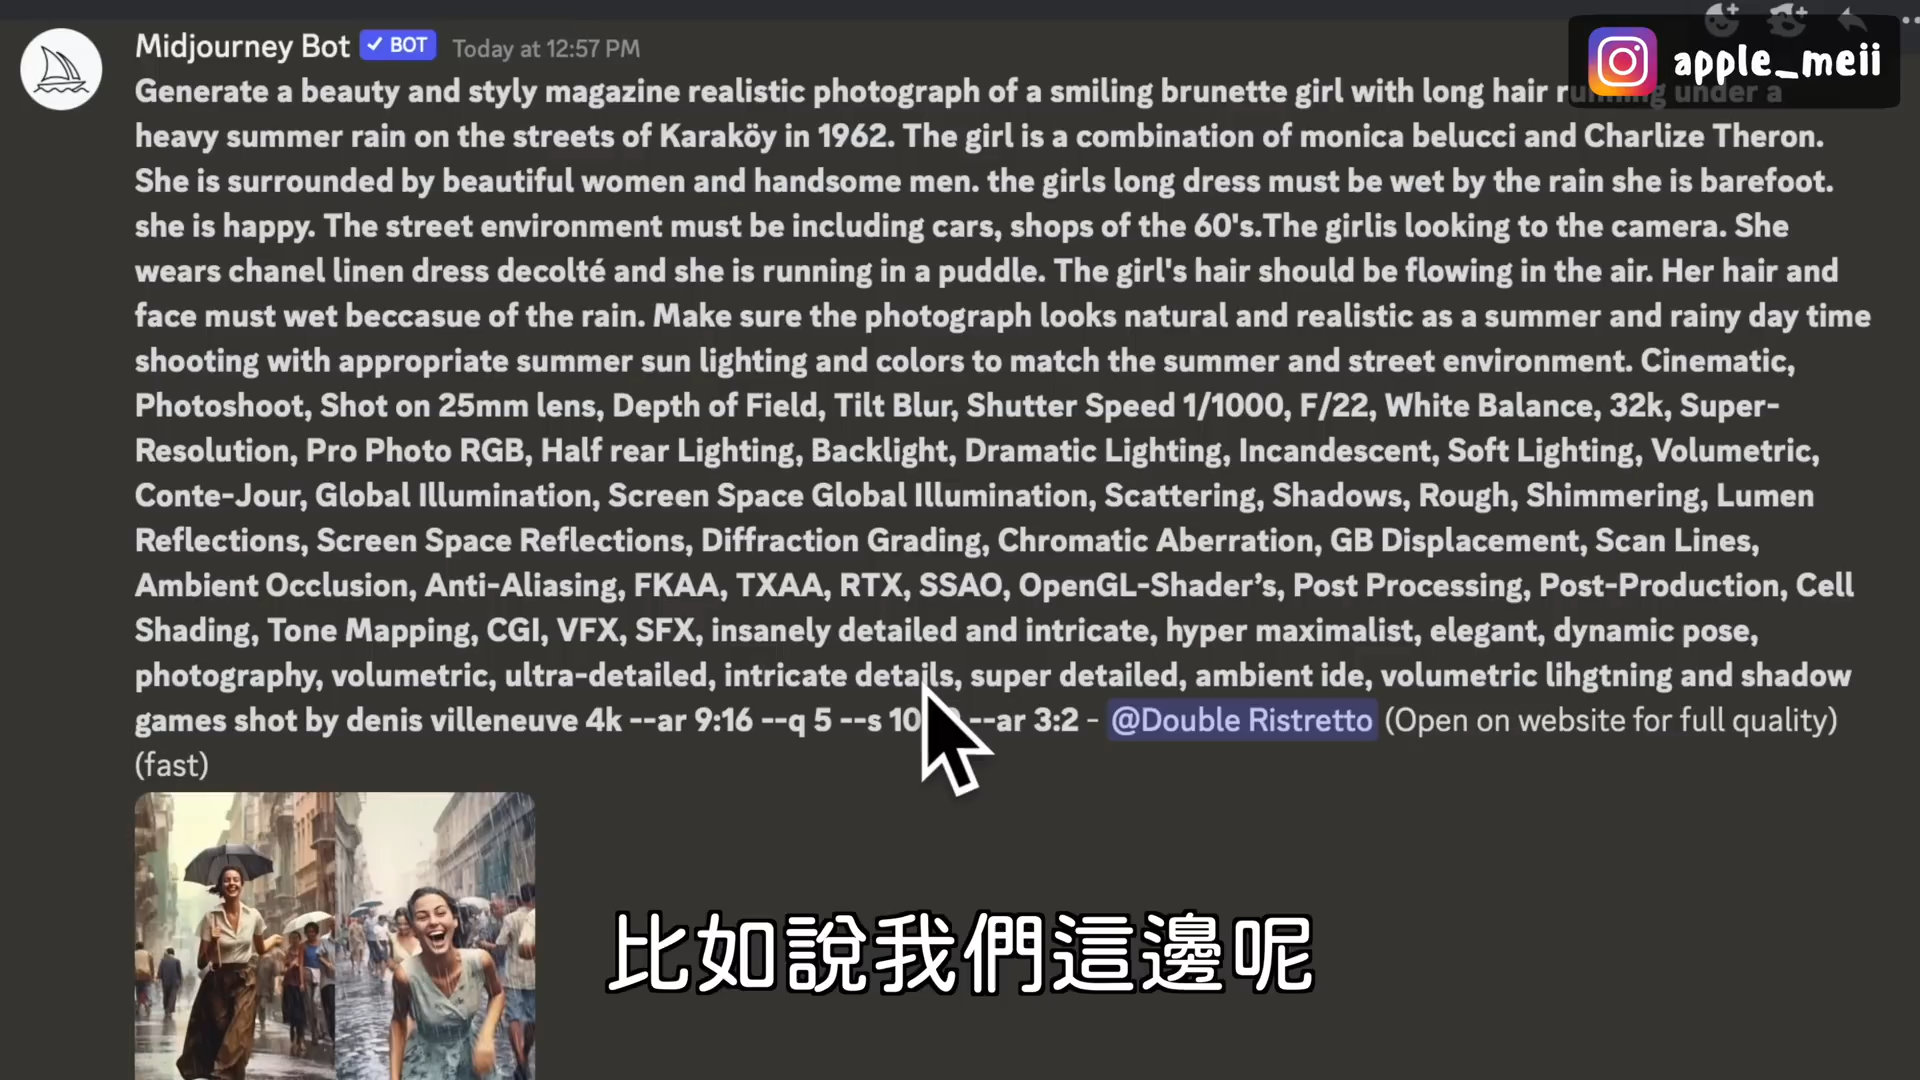 Midjourney Bot ✓ BOT Today at 12:57 PM
apple_meii
Generate a beauty and styly magazine realistic photograph of a smiling brunette girl with long hair running under a
heavy summer rain on the streets of Karaköy in 1962. The girl is a combination of monica belucci and Charlize Theron.
She is surrounded by beautiful women and handsome men. the girls long dress must be wet by the rain she is barefoot.
she is happy. The street environment must be including cars, shops of the 60's.The girlis looking to the camera. She
wears chanel linen dress decolté and she is running in a puddle. The girl's hair should be flowing in the air. Her hair and
face must wet beccasue of the rain. Make sure the photograph looks natural and realistic as a summer and rainy day time
shooting with appropriate summer sun lighting and colors to match the summer and street environment. Cinematic,
Photoshoot, Shot on 25mm lens, Depth of Field, Tilt Blur, Shutter Speed 1/1000, F/22, White Balance, 32k, Super-
Resolution, Pro Photo RGB, Half rear Lighting, Backlight, Dramatic Lighting, Incandescent, Soft Lighting, Volumetric,
Conte-Jour, Global Illumination, Screen Space Global Illumination, Scattering, Shadows, Rough, Shimmering, Lumen
Reflections, Screen Space Reflections, Diffraction Grading, Chromatic Aberration, GB Displacement, Scan Lines,
Ambient Occlusion, Anti-Aliasing, FKAA, TXAA, RTX, SSAO, OpenGL-Shader’s, Post Processing, Post-Production, Cell
Shading, Tone Mapping, CGI, VFX, SFX, insanely detailed and intricate, hyper maximalist, elegant, dynamic pose,
photography, volumetric, ultra-detailed, intricate details, super detailed, ambient ide, volumetric lihgtning and shadow
games shot by denis villeneuve 4k --ar 9:16 --q 5 --s --ar 3:2 - @Double Ristretto (Open on website for full quality)
(fast)
比如說我們這邊呢